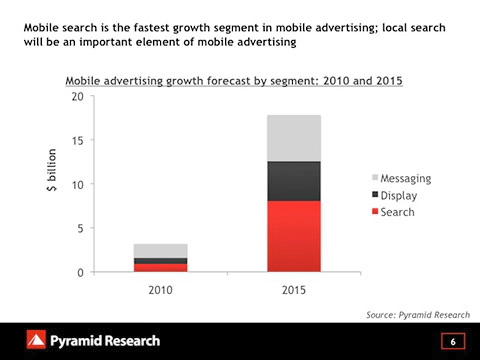 Mobile search is the fastest growth segment in mobile advertising; local search
will be an important element of mobile advertising
Mobile advertising growth forecast by segment: 2010 and 2015
20
15
10
5
0
$ billion
2010
2015
Messaging
Display
Search
Source: Pyramid Research
Pyramid Research
6